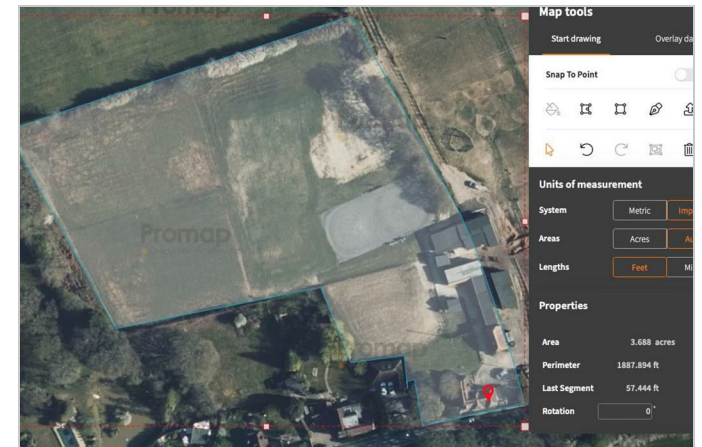 Promap
Map tools
Start drawing
Overlay da
Snap To Point
Units of measurement
System
Metric
Imp
Areas
Acres
Au
Lengths
Feet
Mi
Properties
Area
3.688 acres
Perimeter
1887.894 ft
Last Segment
57.444 ft
Rotation
0°
Promap
omap